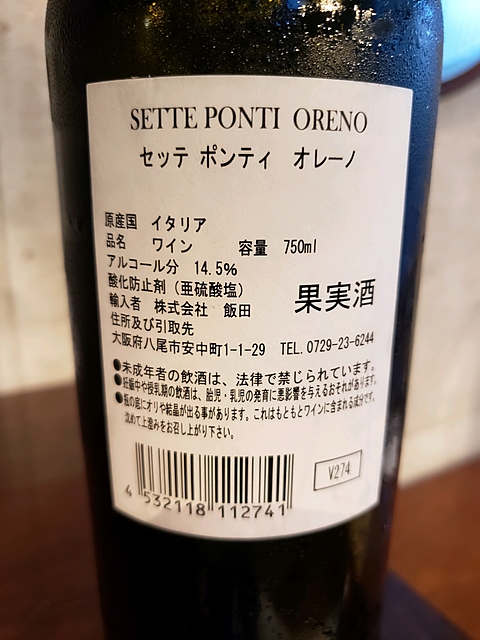 SETTE PONTI ORENO
セッテ ポンティ オレーノ
原産国 イタリア
品名 ワイン 容量 750ml
アルコール分 14.5%
酸化防止剤（亜硫酸塩）
果実酒
輸入者 株式会社 飯田
住所及び引取先
大阪府八尾市安中町1-1-29 TEL.0729-23-6244
●未成年者の飲酒は、法律で禁じられています。
●妊娠中や授乳期の飲酒は、胎児・乳児の発育に悪影響を与えるおそれがあります。
●瓶の底にオリや結晶が出る事があります。これはもともとワインに含まれる成分です。
沈めて上澄みをお召し上がり下さい。
V274
4 532118 112741